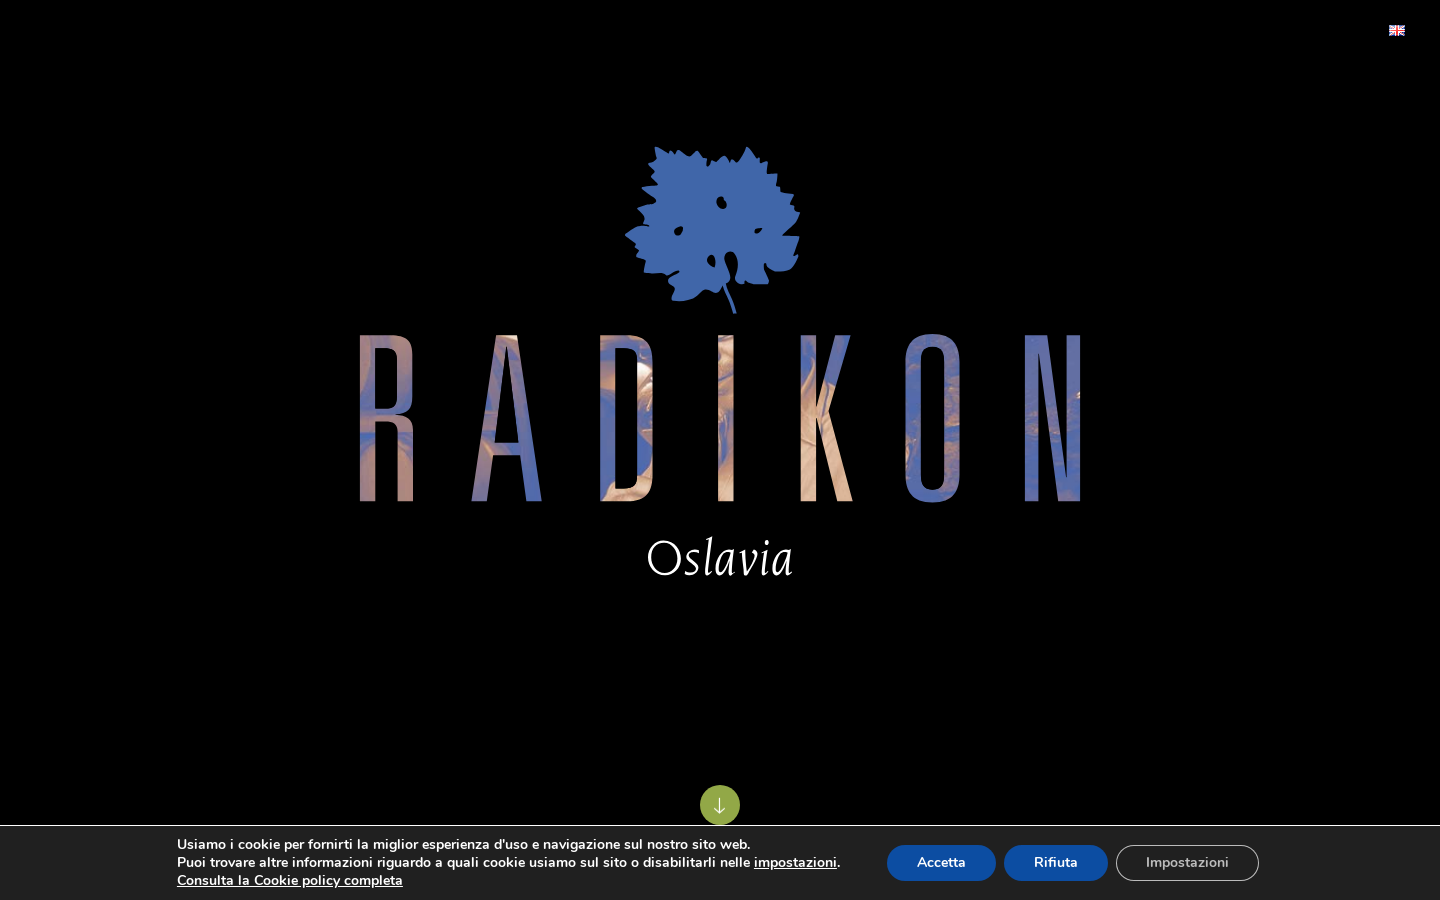 RADIKON
Oslavia
Usiamo i cookie per fornirti la miglior esperienza d'uso e navigazione sul nostro sito web.
Puoi trovare altre informazioni riguardo a quali cookie usiamo sul sito o disabilitarli nelle impostazioni.
Consulta la Cookie policy completa
Accetta
Rifiuta
Impostazioni